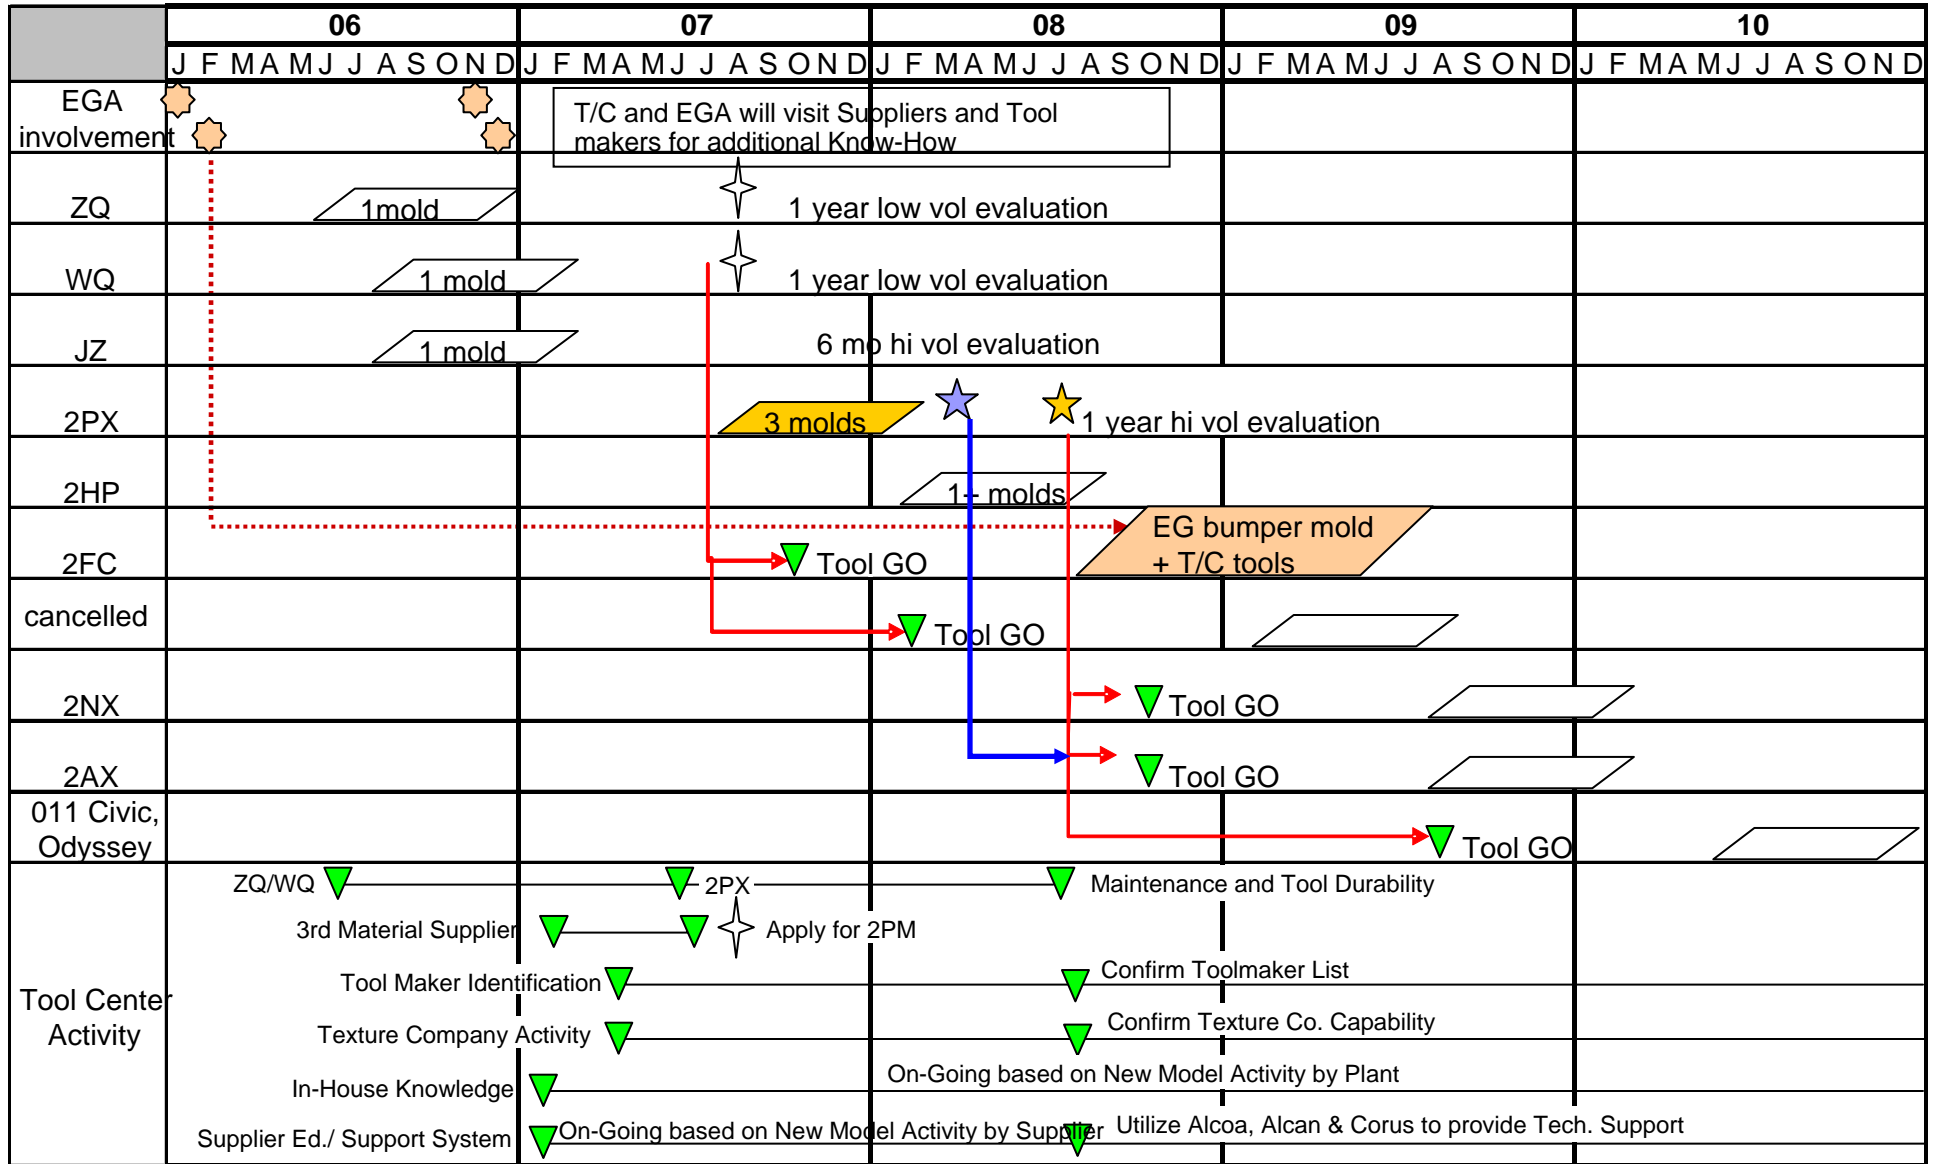 06 07 08 09 10
J F M A M J J A S O N D J F M A M J J A S O N D J F M A M J J A S O N D J F M A M J J A S O N D J F M A M J J A S O N D
EGA
involvement
T/C and EGA will visit Suppliers and Tool
makers for additional Know-How
ZQ 1mold 1 year low vol evaluation
WQ 1 mold 1 year low vol evaluation
JZ 1 mold 6 mo hi vol evaluation
2PX 3 molds 1 year hi vol evaluation
2HP 1+ molds
EG bumper mold
2FC Tool GO + T/C tools
cancelled Tool GO
2NX Tool GO
2AX Tool GO
011 Civic,
Odyssey Tool GO
Tool Center
Activity
ZQ/WQ 2PX Maintenance and Tool Durability
3rd Material Supplier Apply for 2PM
Tool Maker Identification Confirm Toolmaker List
Texture Company Activity Confirm Texture Co. Capability
In-House Knowledge On-Going based on New Model Activity by Plant
Supplier Ed./ Support System On-Going based on New Model Activity by Supplier Utilize Alcoa, Alcan & Corus to provide Tech. Support